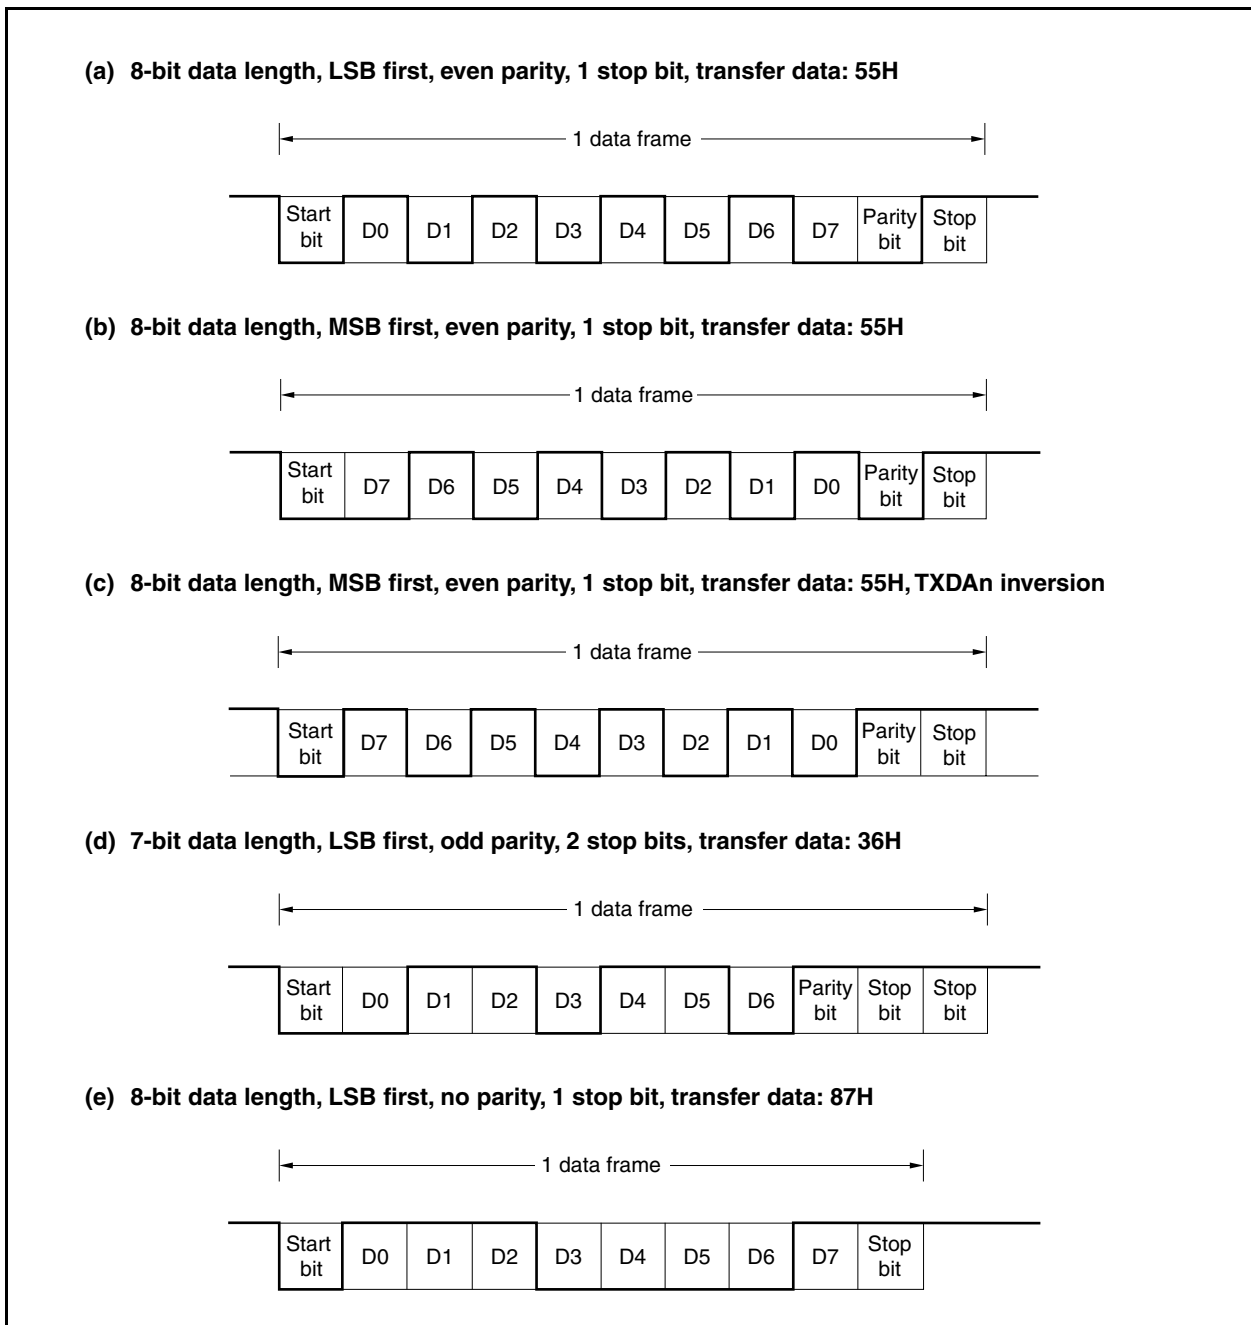 (a) 8-bit data length, LSB first, even parity, 1 stop bit, transfer data: 55H
1 data frame
Start bit D0 D1 D2 D3 D4 D5 D6 D7 Parity bit Stop bit
(b) 8-bit data length, MSB first, even parity, 1 stop bit, transfer data: 55H
1 data frame
Start bit D7 D6 D5 D4 D3 D2 D1 D0 Parity bit Stop bit
(c) 8-bit data length, MSB first, even parity, 1 stop bit, transfer data: 55H, TXDAn inversion
1 data frame
Start bit D7 D6 D5 D4 D3 D2 D1 D0 Parity bit Stop bit
(d) 7-bit data length, LSB first, odd parity, 2 stop bits, transfer data: 36H
1 data frame
Start bit D0 D1 D2 D3 D4 D5 D6 Parity bit Stop bit Stop bit
(e) 8-bit data length, LSB first, no parity, 1 stop bit, transfer data: 87H
1 data frame
Start bit D0 D1 D2 D3 D4 D5 D6 D7 Stop bit